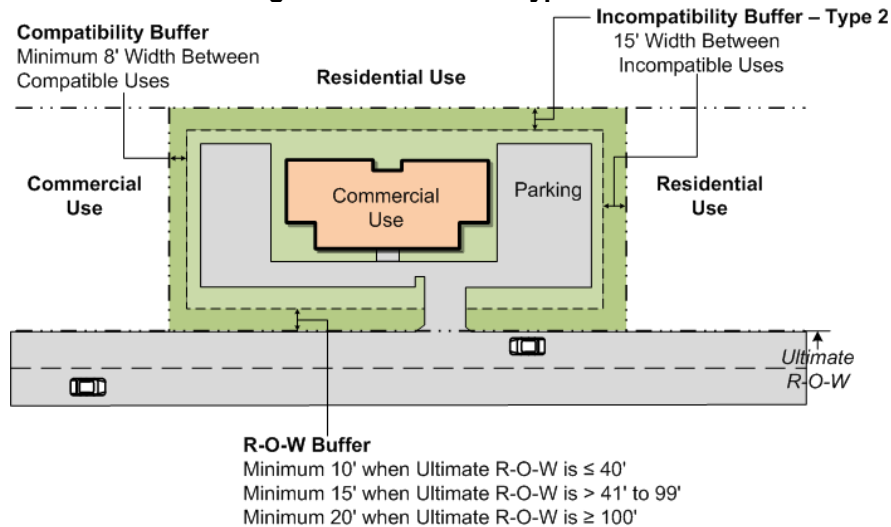 Compatibility Buffer
Minimum 8' Width Between
Compatible Uses
Incompatibility Buffer – Type 2
15' Width Between
Incompatible Uses
Residential Use
Commercial
Use
Commercial
Use
Parking
Residential
Use
Ultimate
R-O-W
R-O-W Buffer
Minimum 10' when Ultimate R-O-W is ≤ 40'
Minimum 15' when Ultimate R-O-W is > 41' to 99'
Minimum 20' when Ultimate R-O-W is ≥ 100'